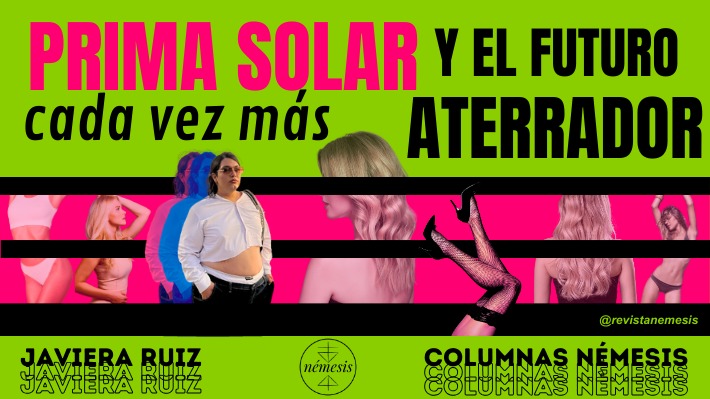 PRIMA SOLAR Y EL FUTURO
cada vez más ATERRADOR
@revistanemesis
JAVIERA RUIZ
JAVIERA RUIZ
JAVIERA RUIZ
némesis
COLUMNAS NÉMESIS
COLUMNAS NÉMESIS
COLUMNAS NÉMESIS